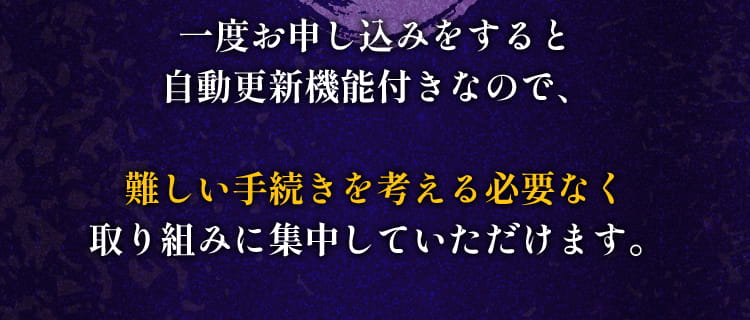 一度お申し込みをすると
自動更新機能付きなので、
難しい手続きを考える必要なく
取り組みに集中していただけます。